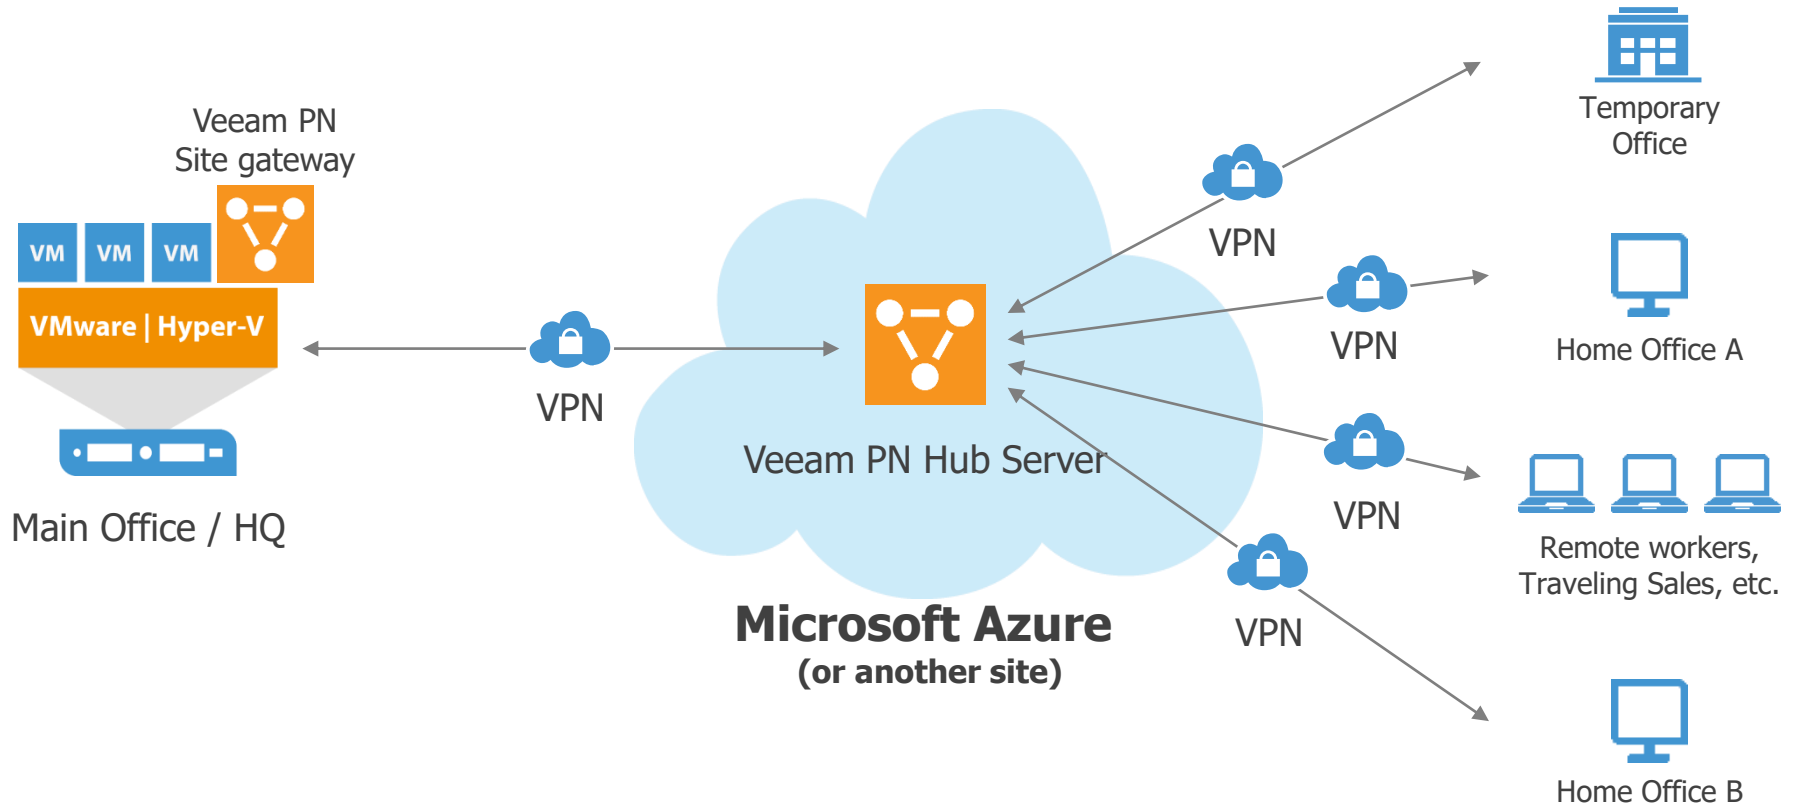 Veeam PN
Site gateway
VM
VM
VM
VMware | Hyper-V
Main Office / HQ
VPN
Veeam PN Hub Server
Microsoft Azure
(or another site)
VPN
VPN
VPN
VPN
Temporary
Office
Home Office A
Remote workers,
Traveling Sales, etc.
Home Office B